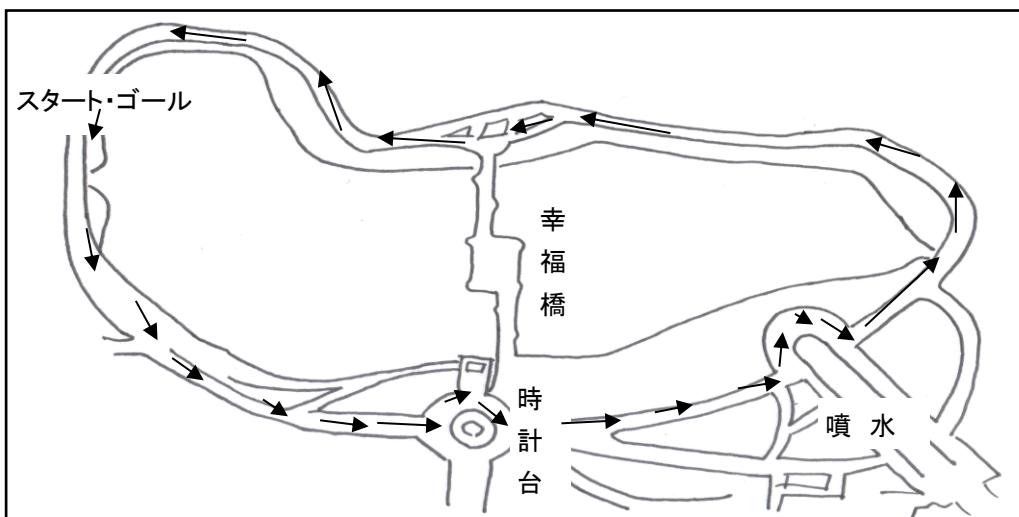 スタート・ゴール
幸福橋
時計台
噴水